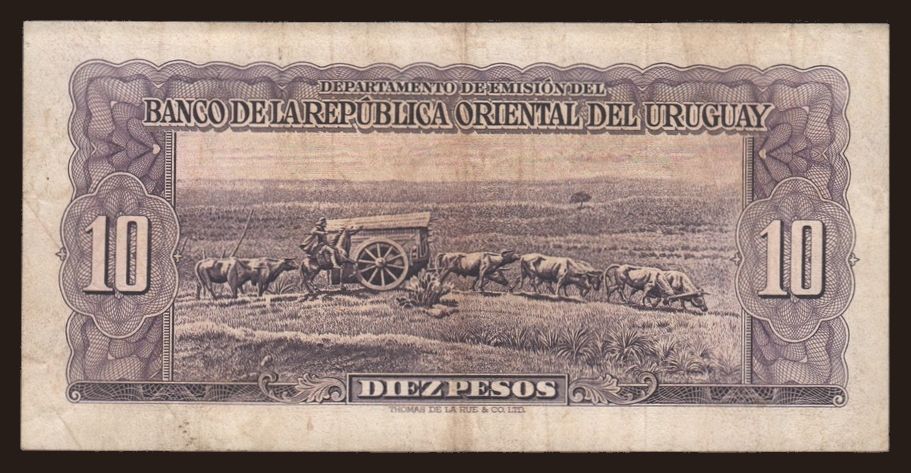 DEPARTAMENTO DE EMISIÓN DEL
BANCO DE LA REPÚBLICA ORIENTAL DEL URUGUAY
10 10
DIEZ PESOS
THOMAS DE LA RUE & CO. LTD.